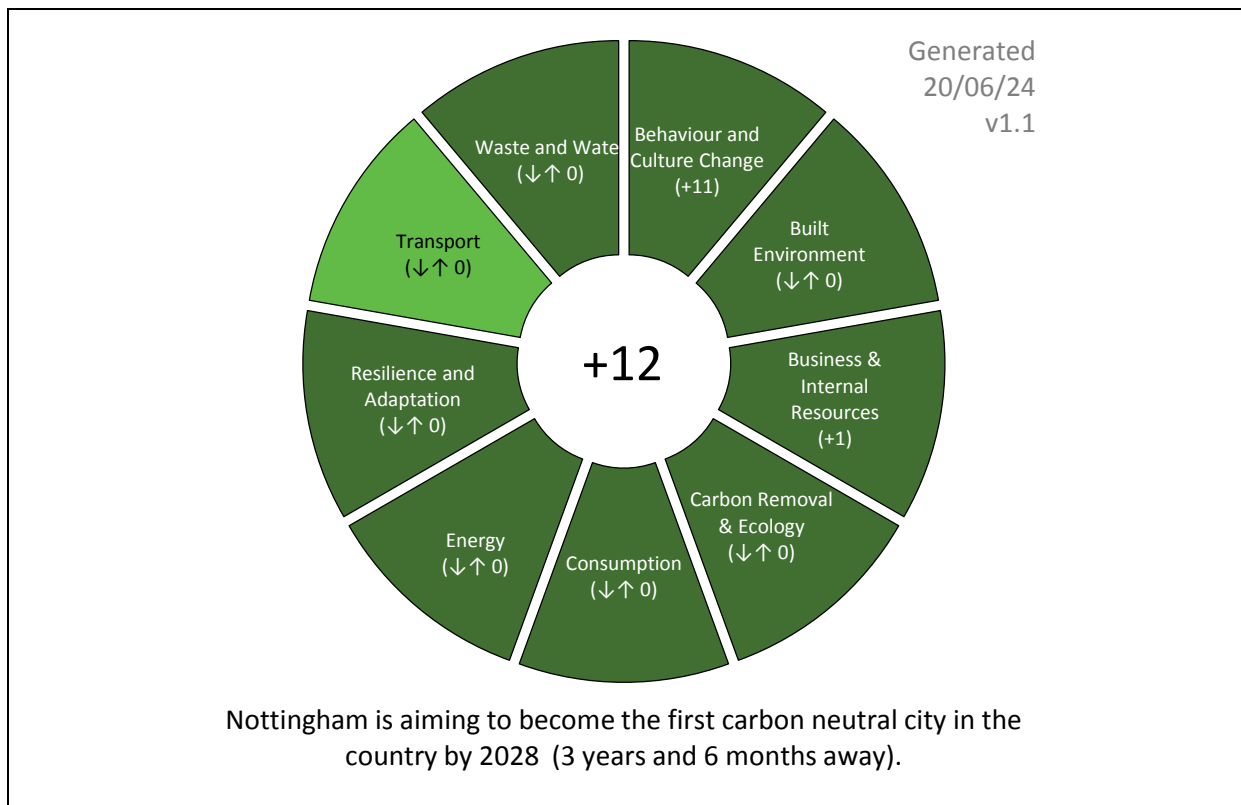 Generated
20/06/24
v1.1
Behaviour and
Culture Change
(+11)
Built
Environment
(↓↑ 0)
Business &
Internal
Resources
(+1)
Carbon Removal
& Ecology
(↓↑ 0)
Consumption
(↓↑ 0)
Energy
(↓↑ 0)
Resilience and
Adaptation
(↓↑ 0)
Transport
(↓↑ 0)
Waste and Wate
(↓↑ 0)
+12
Nottingham is aiming to become the first carbon neutral city in the
country by 2028 (3 years and 6 months away).